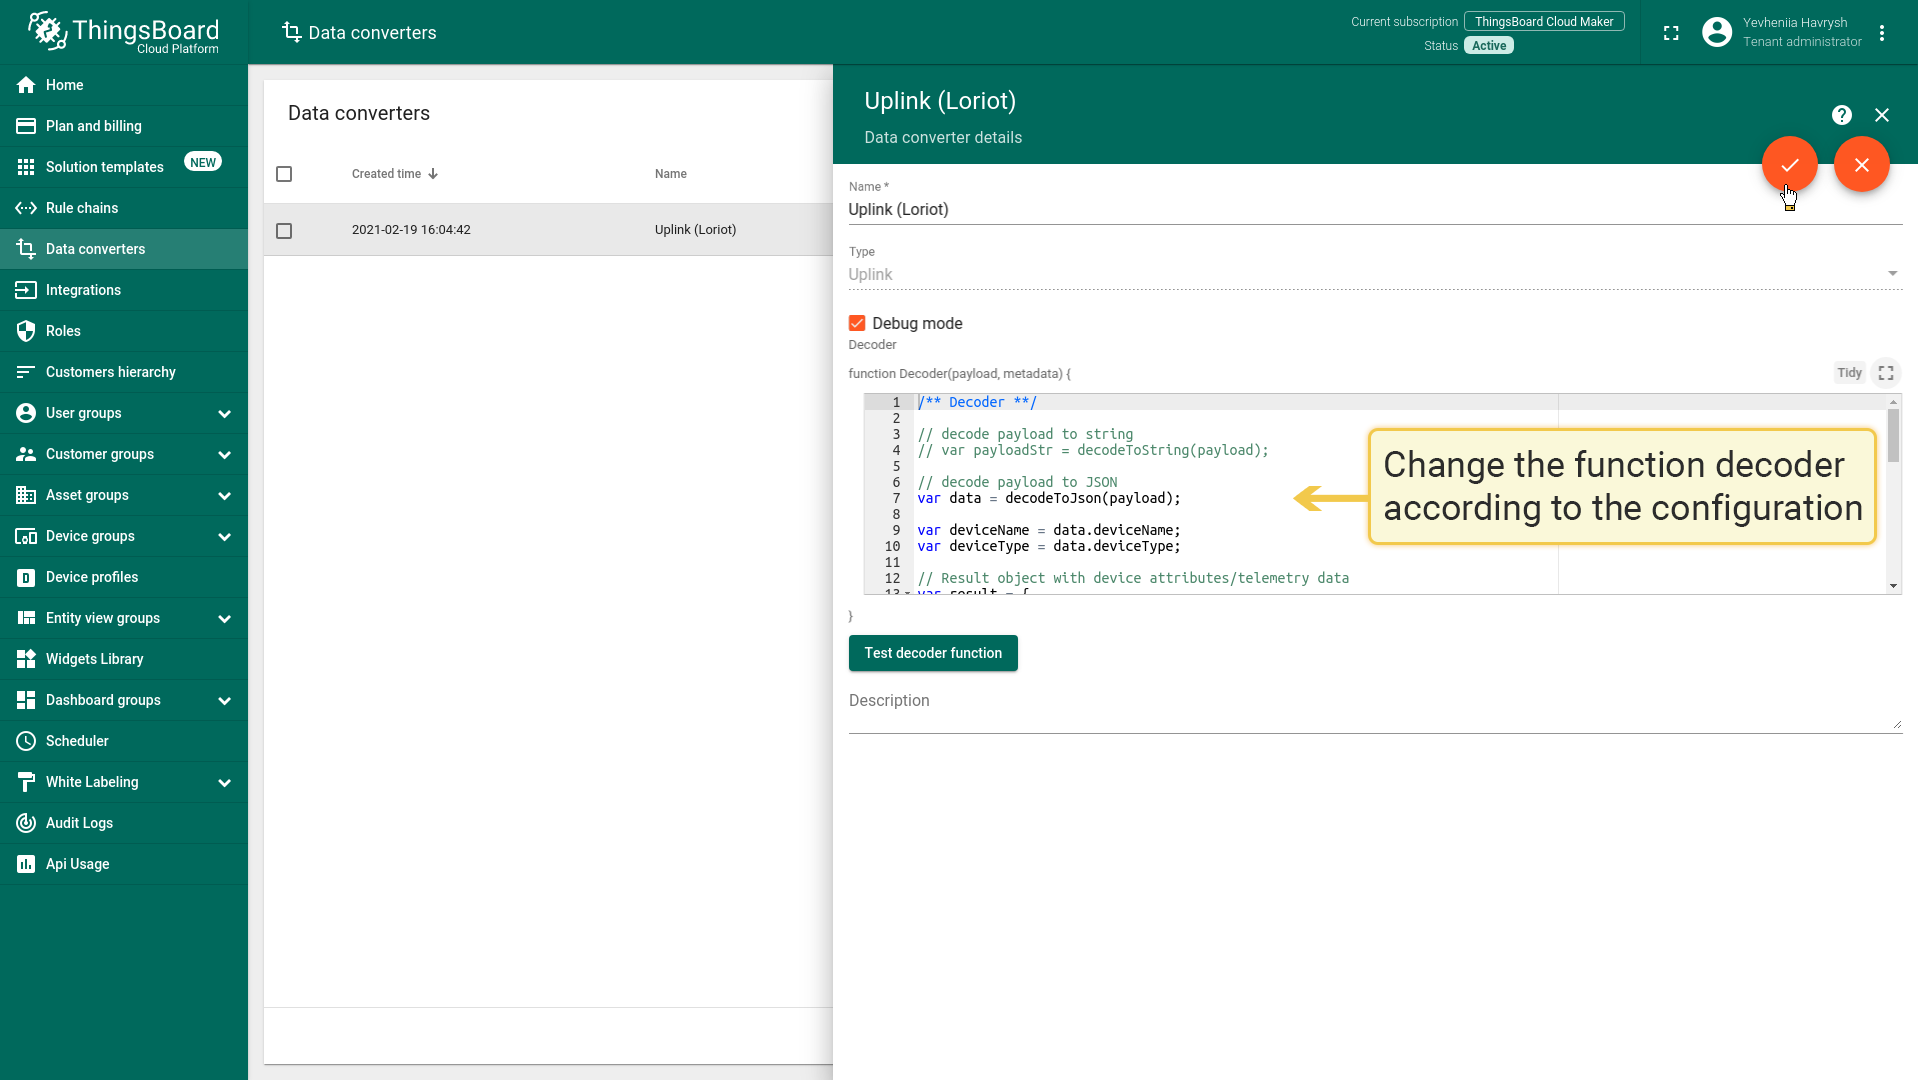 ThingsBoard
Cloud Platform
Data converters
Current subscription ThingsBoard Cloud Maker
Status Active
Yevheniia Havrysh
Tenant administrator
Home
Plan and billing
Solution templates NEW
Rule chains
Data converters
Integrations
Roles
Customers hierarchy
User groups
Customer groups
Asset groups
Device groups
Device profiles
Entity view groups
Widgets Library
Dashboard groups
Scheduler
White Labeling
Audit Logs
Api Usage
Data converters
Created time Name
2021-02-19 16:04:42 Uplink (Loriot)
Uplink (Loriot)
Data converter details
Name *
Uplink (Loriot)
Type
Uplink
Debug mode
Decoder
function Decoder(payload, metadata) {
Tidy
1 /** Decoder **/
2
3 // decode payload to string
4 // var payloadStr = decodeToString(payload);
5
6 // decode payload to JSON
7 var data = decodeToJson(payload);
8
9 var deviceName = data.deviceName;
10 var deviceType = data.deviceType;
11
12 // Result object with device attributes/telemetry data
13 var result = {
Change the function decoder
according to the configuration
}
Test decoder function
Description